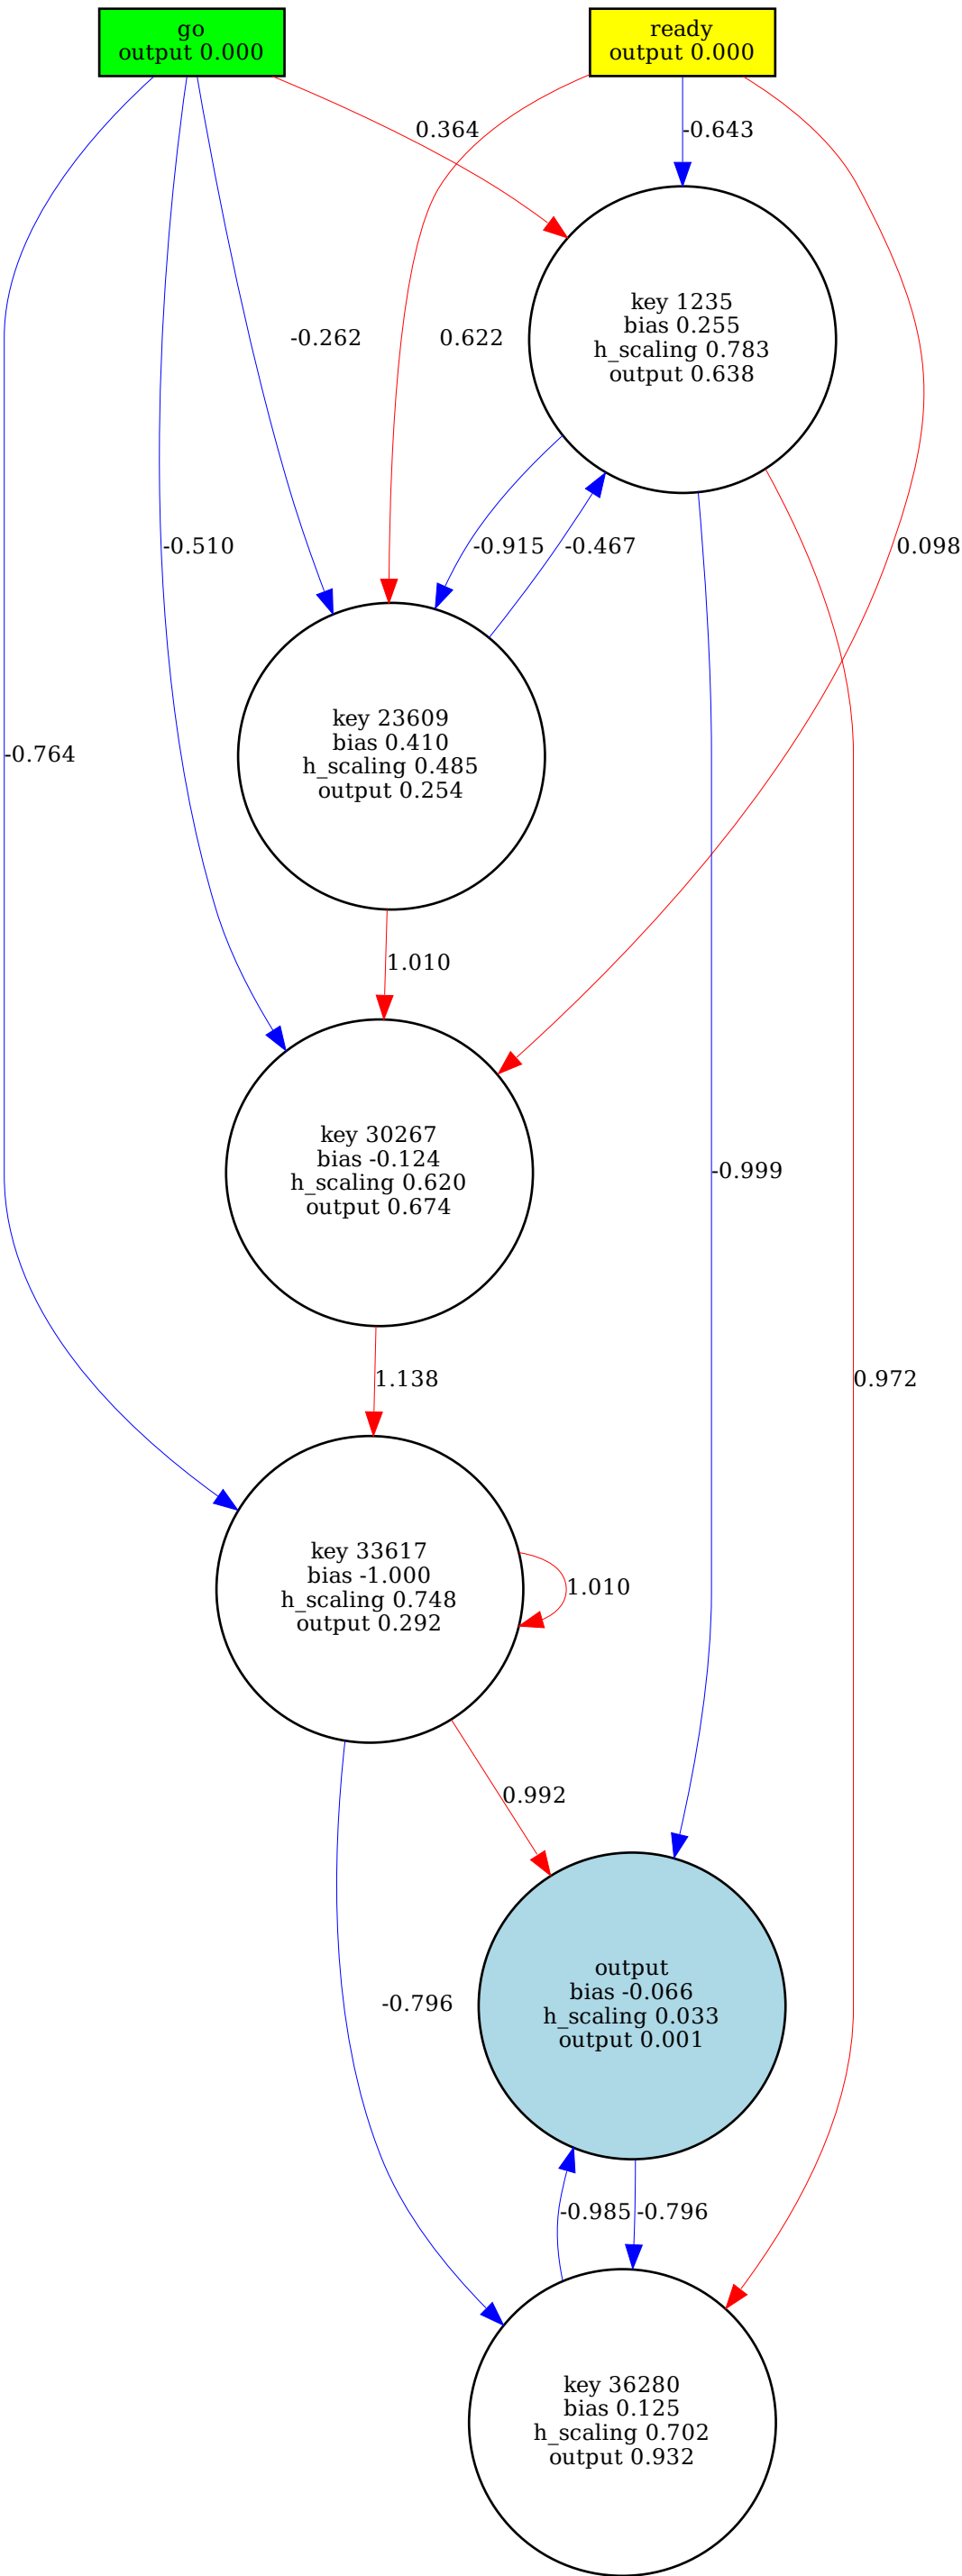 go
output 0.000
ready
output 0.000
0.364
-0.643
key 1235
bias 0.255
h_scaling 0.783
output 0.638
-0.262
0.622
-0.510
-0.915
-0.467
0.098
key 23609
bias 0.410
h_scaling 0.485
output 0.254
-0.764
1.010
key 30267
bias -0.124
h_scaling 0.620
output 0.674
-0.999
1.138
0.972
key 33617
bias -1.000
h_scaling 0.748
output 0.292
1.010
0.992
output
bias -0.066
h_scaling 0.033
output 0.001
-0.796
-0.985
-0.796
key 36280
bias 0.125
h_scaling 0.702
output 0.932